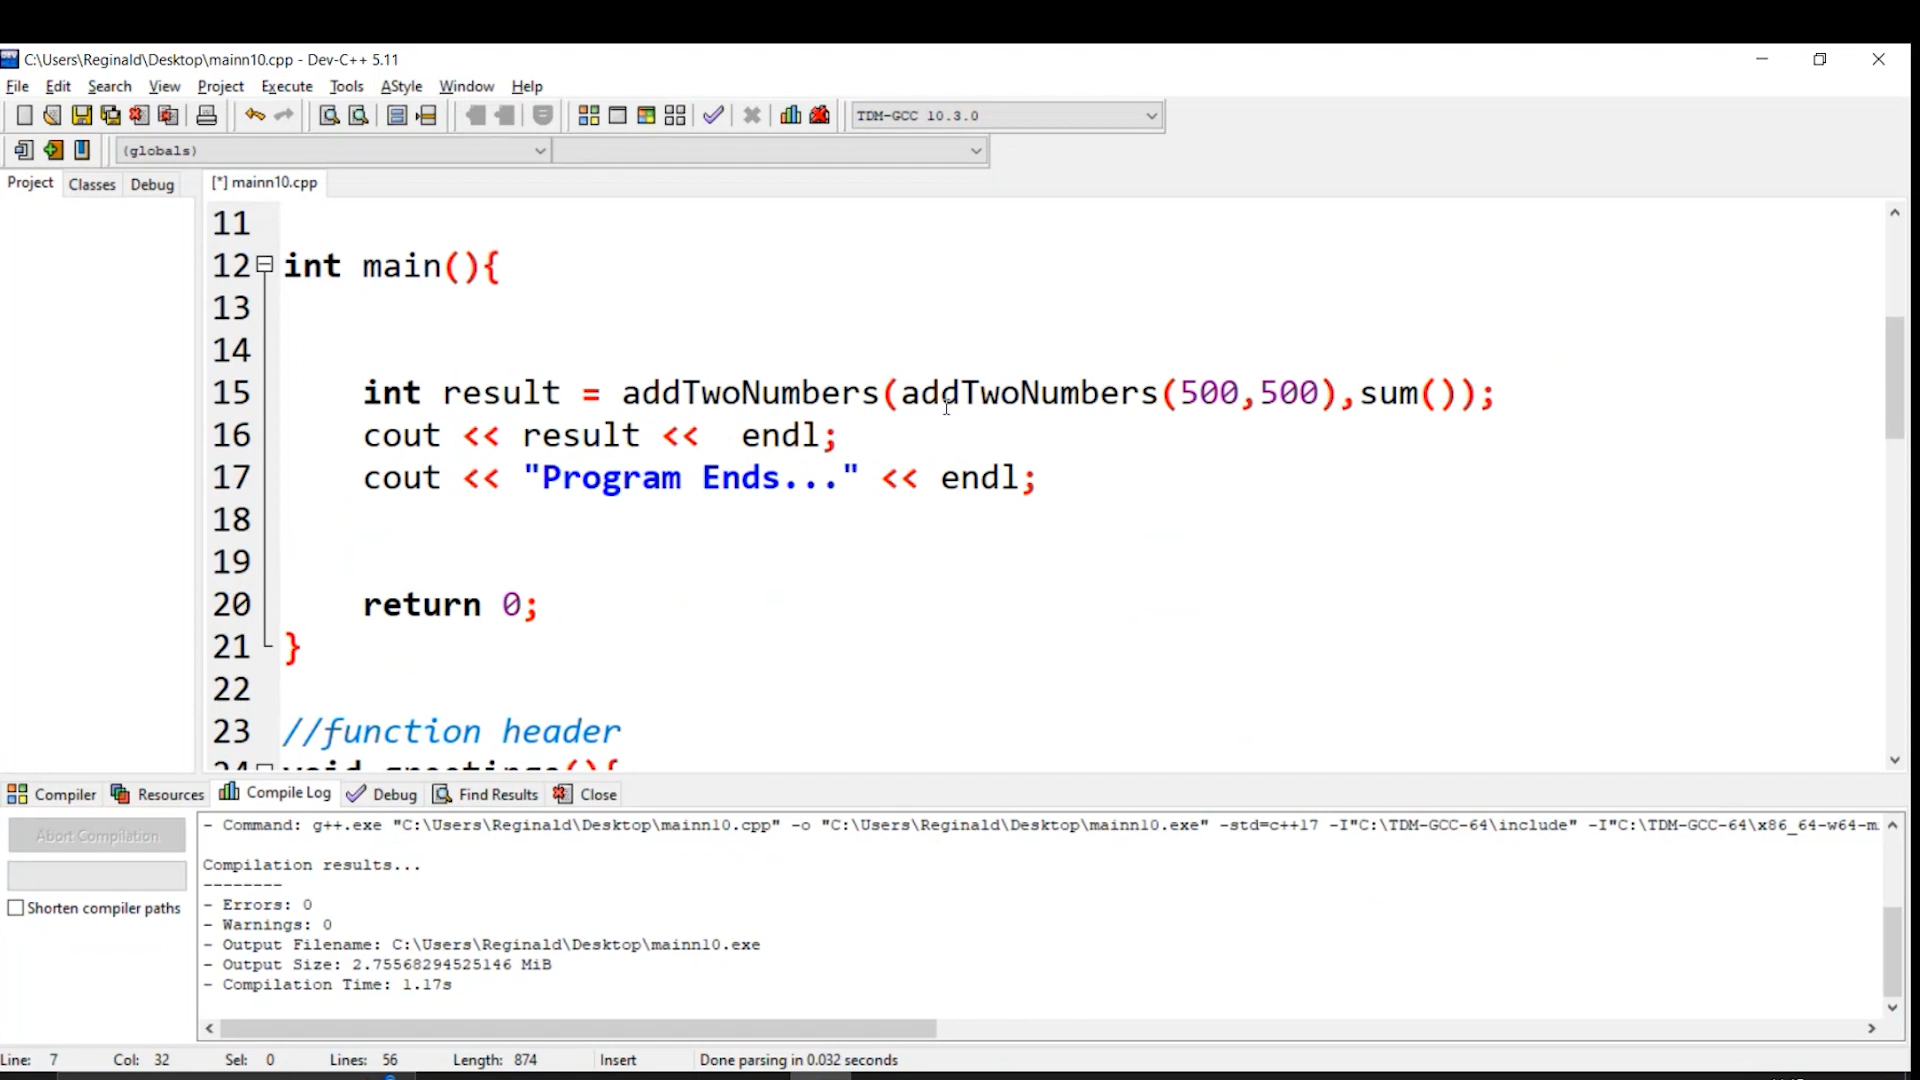 C:\Users\Reginald\Desktop\mainn10.cpp - Dev-C++ 5.11
File Edit Search View Project Execute Tools AStyle Window Help
TDM-GCC 10.3.0
(globals)
Project Classes Debug [*] mainn10.cpp
11
12 int main(){
13
14
15 int result = addTwoNumbers(addTwoNumbers(500,500),sum());
16 cout << result << endl;
17 cout << "Program Ends..." << endl;
18
19
20 return 0;
21 }
22
23 //function header
24 void greetings(){
Compiler Resources Compile Log Debug Find Results Close
Abort Compilation
Shorten compiler paths
- Command: g++.exe "C:\Users\Reginald\Desktop\mainn10.cpp" -o "C:\Users\Reginald\Desktop\mainn10.exe" -std=c++17 -I"C:\TDM-GCC-64\include" -I"C:\TDM-GCC-64\x86_64-w64-m
Compilation results...
--------
- Errors: 0
- Warnings: 0
- Output Filename: C:\Users\Reginald\Desktop\mainn10.exe
- Output Size: 2.75568294525146 MiB
- Compilation Time: 1.17s
Line: 7 Col: 32 Sel: 0 Lines: 56 Length: 874 Insert Done parsing in 0.032 seconds